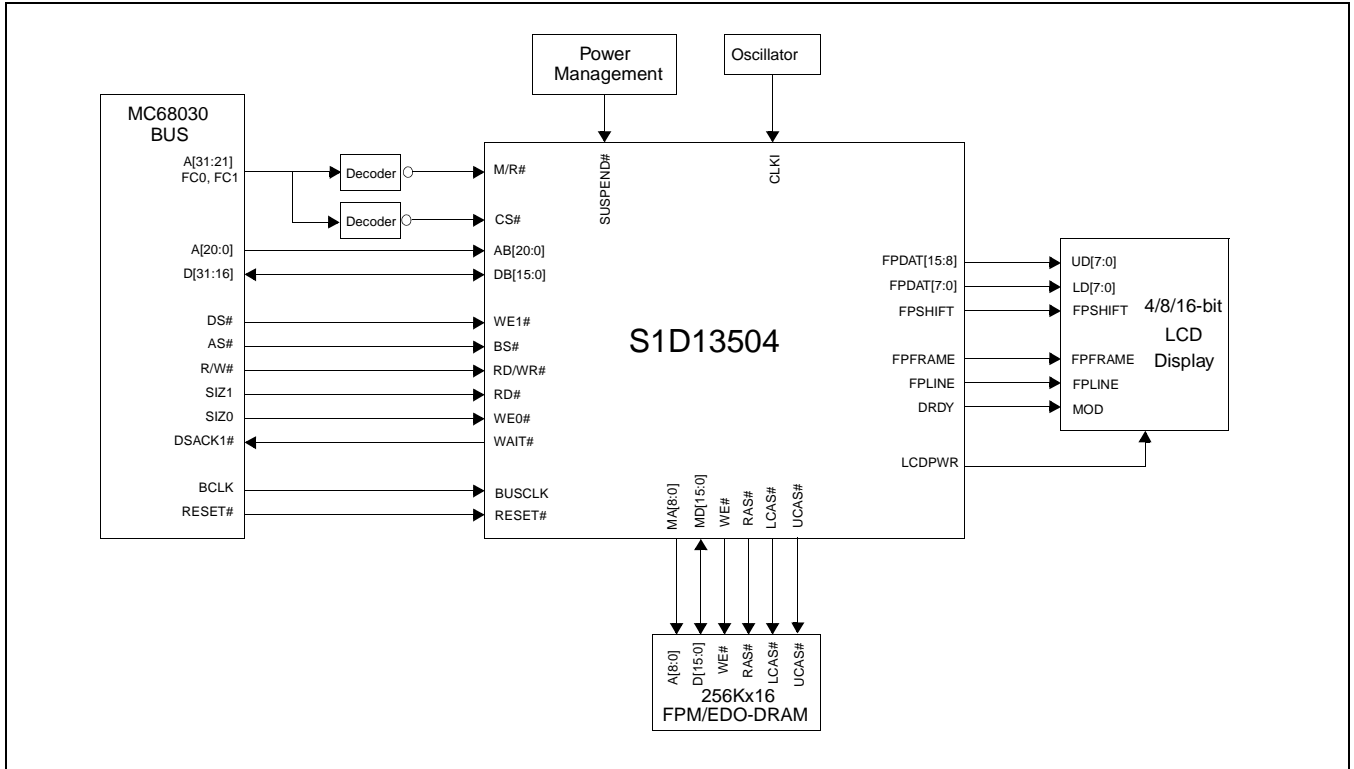 Power
Management
Oscillator
MC68030
BUS
A[31:21]
FC0, FC1
Decoder
Decoder
A[20:0]
D[31:16]
DS#
AS#
R/W#
SIZ1
SIZ0
DSACK1#
BCLK
RESET#
SUSPEND#
CLKI
M/R#
CS#
AB[20:0]
DB[15:0]
WE1#
BS#
RD/WR#
RD#
WE0#
WAIT#
BUSCLK
RESET#
S1D13504
FPDAT[15:8]
FPDAT[7:0]
FPSHIFT
FPFRAME
FPLINE
DRDY
LCDPWR
MA[8:0]
MD[15:0]
WE#
RAS#
LCAS#
UCAS#
UD[7:0]
LD[7:0]
FPSHIFT
FPFRAME
FPLINE
MOD
4/8/16-bit
LCD
Display
A[8:0]
D[15:0]
WE#
RAS#
LCAS#
UCAS#
256Kx16
FPM/EDO-DRAM